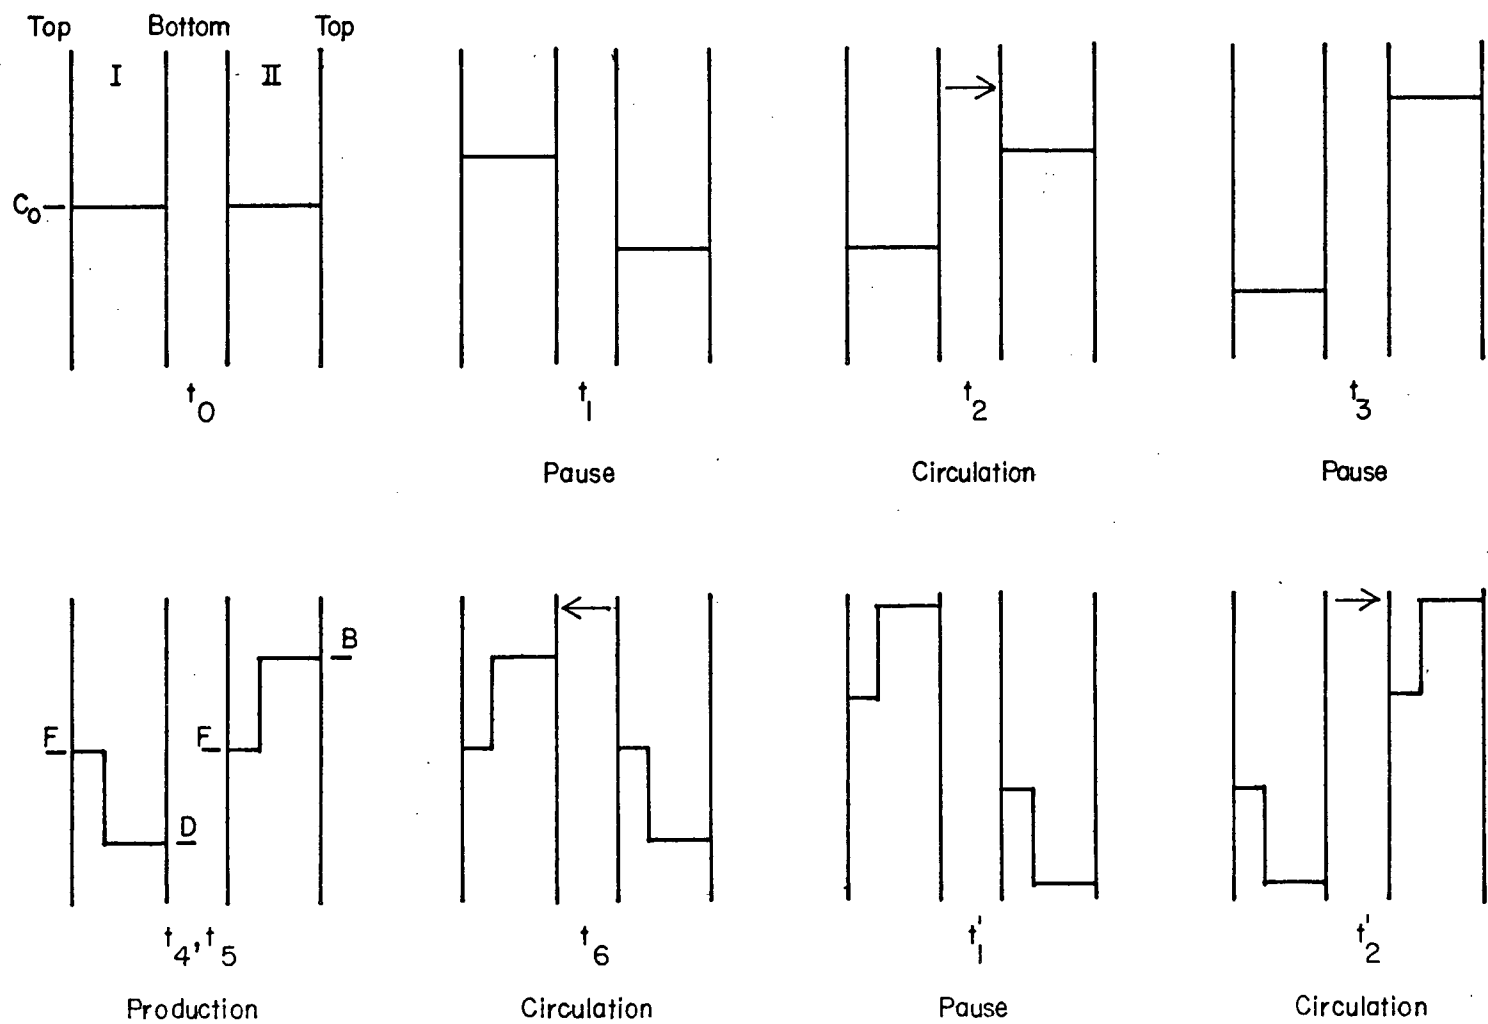 Top Bottom Top
I II
C₀
t₀ t₁ t₂ t₃
Pause Circulation Pause
B
F F
D
t₄, t₅ t₆ t'₁ t'₂
Production Circulation Pause Circulation